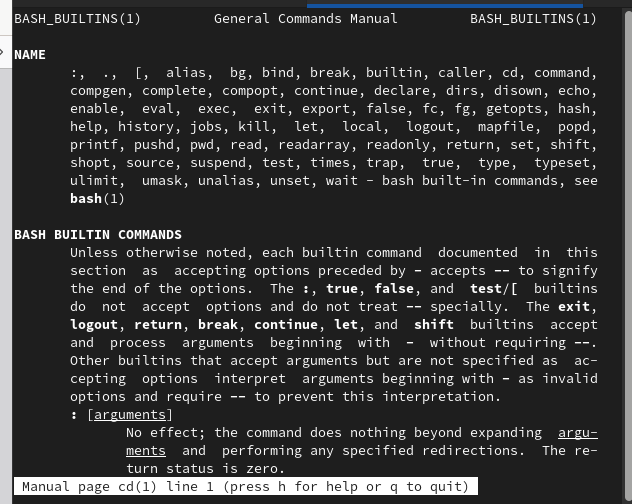 BASH_BUILTINS(1) General Commands Manual BASH_BUILTINS(1)
NAME
:, ., [, alias, bg, bind, break, builtin, caller, cd, command,
compgen, complete, compopt, continue, declare, dirs, disown, echo,
enable, eval, exec, exit, export, false, fc, fg, getopts, hash,
help, history, jobs, kill, let, local, logout, mapfile, popd,
printf, pushd, pwd, read, readarray, readonly, return, set, shift,
shopt, source, suspend, test, times, trap, true, type, typeset,
ulimit, umask, unalias, unset, wait - bash built-in commands, see
bash(1)
BASH BUILTIN COMMANDS
Unless otherwise noted, each builtin command documented in this
section as accepting options preceded by - accepts -- to signify
the end of the options. The :, true, false, and test/[ builtins
do not accept options and do not treat -- specially. The exit,
logout, return, break, continue, let, and shift builtins accept
and process arguments beginning with - without requiring --.
Other builtins that accept arguments but are not specified as ac-
cepting options interpret arguments beginning with - as invalid
options and require -- to prevent this interpretation.
: [arguments]
No effect; the command does nothing beyond expanding argu-
ments and performing any specified redirections. The re-
turn status is zero.
Manual page cd(1) line 1 (press h for help or q to quit)